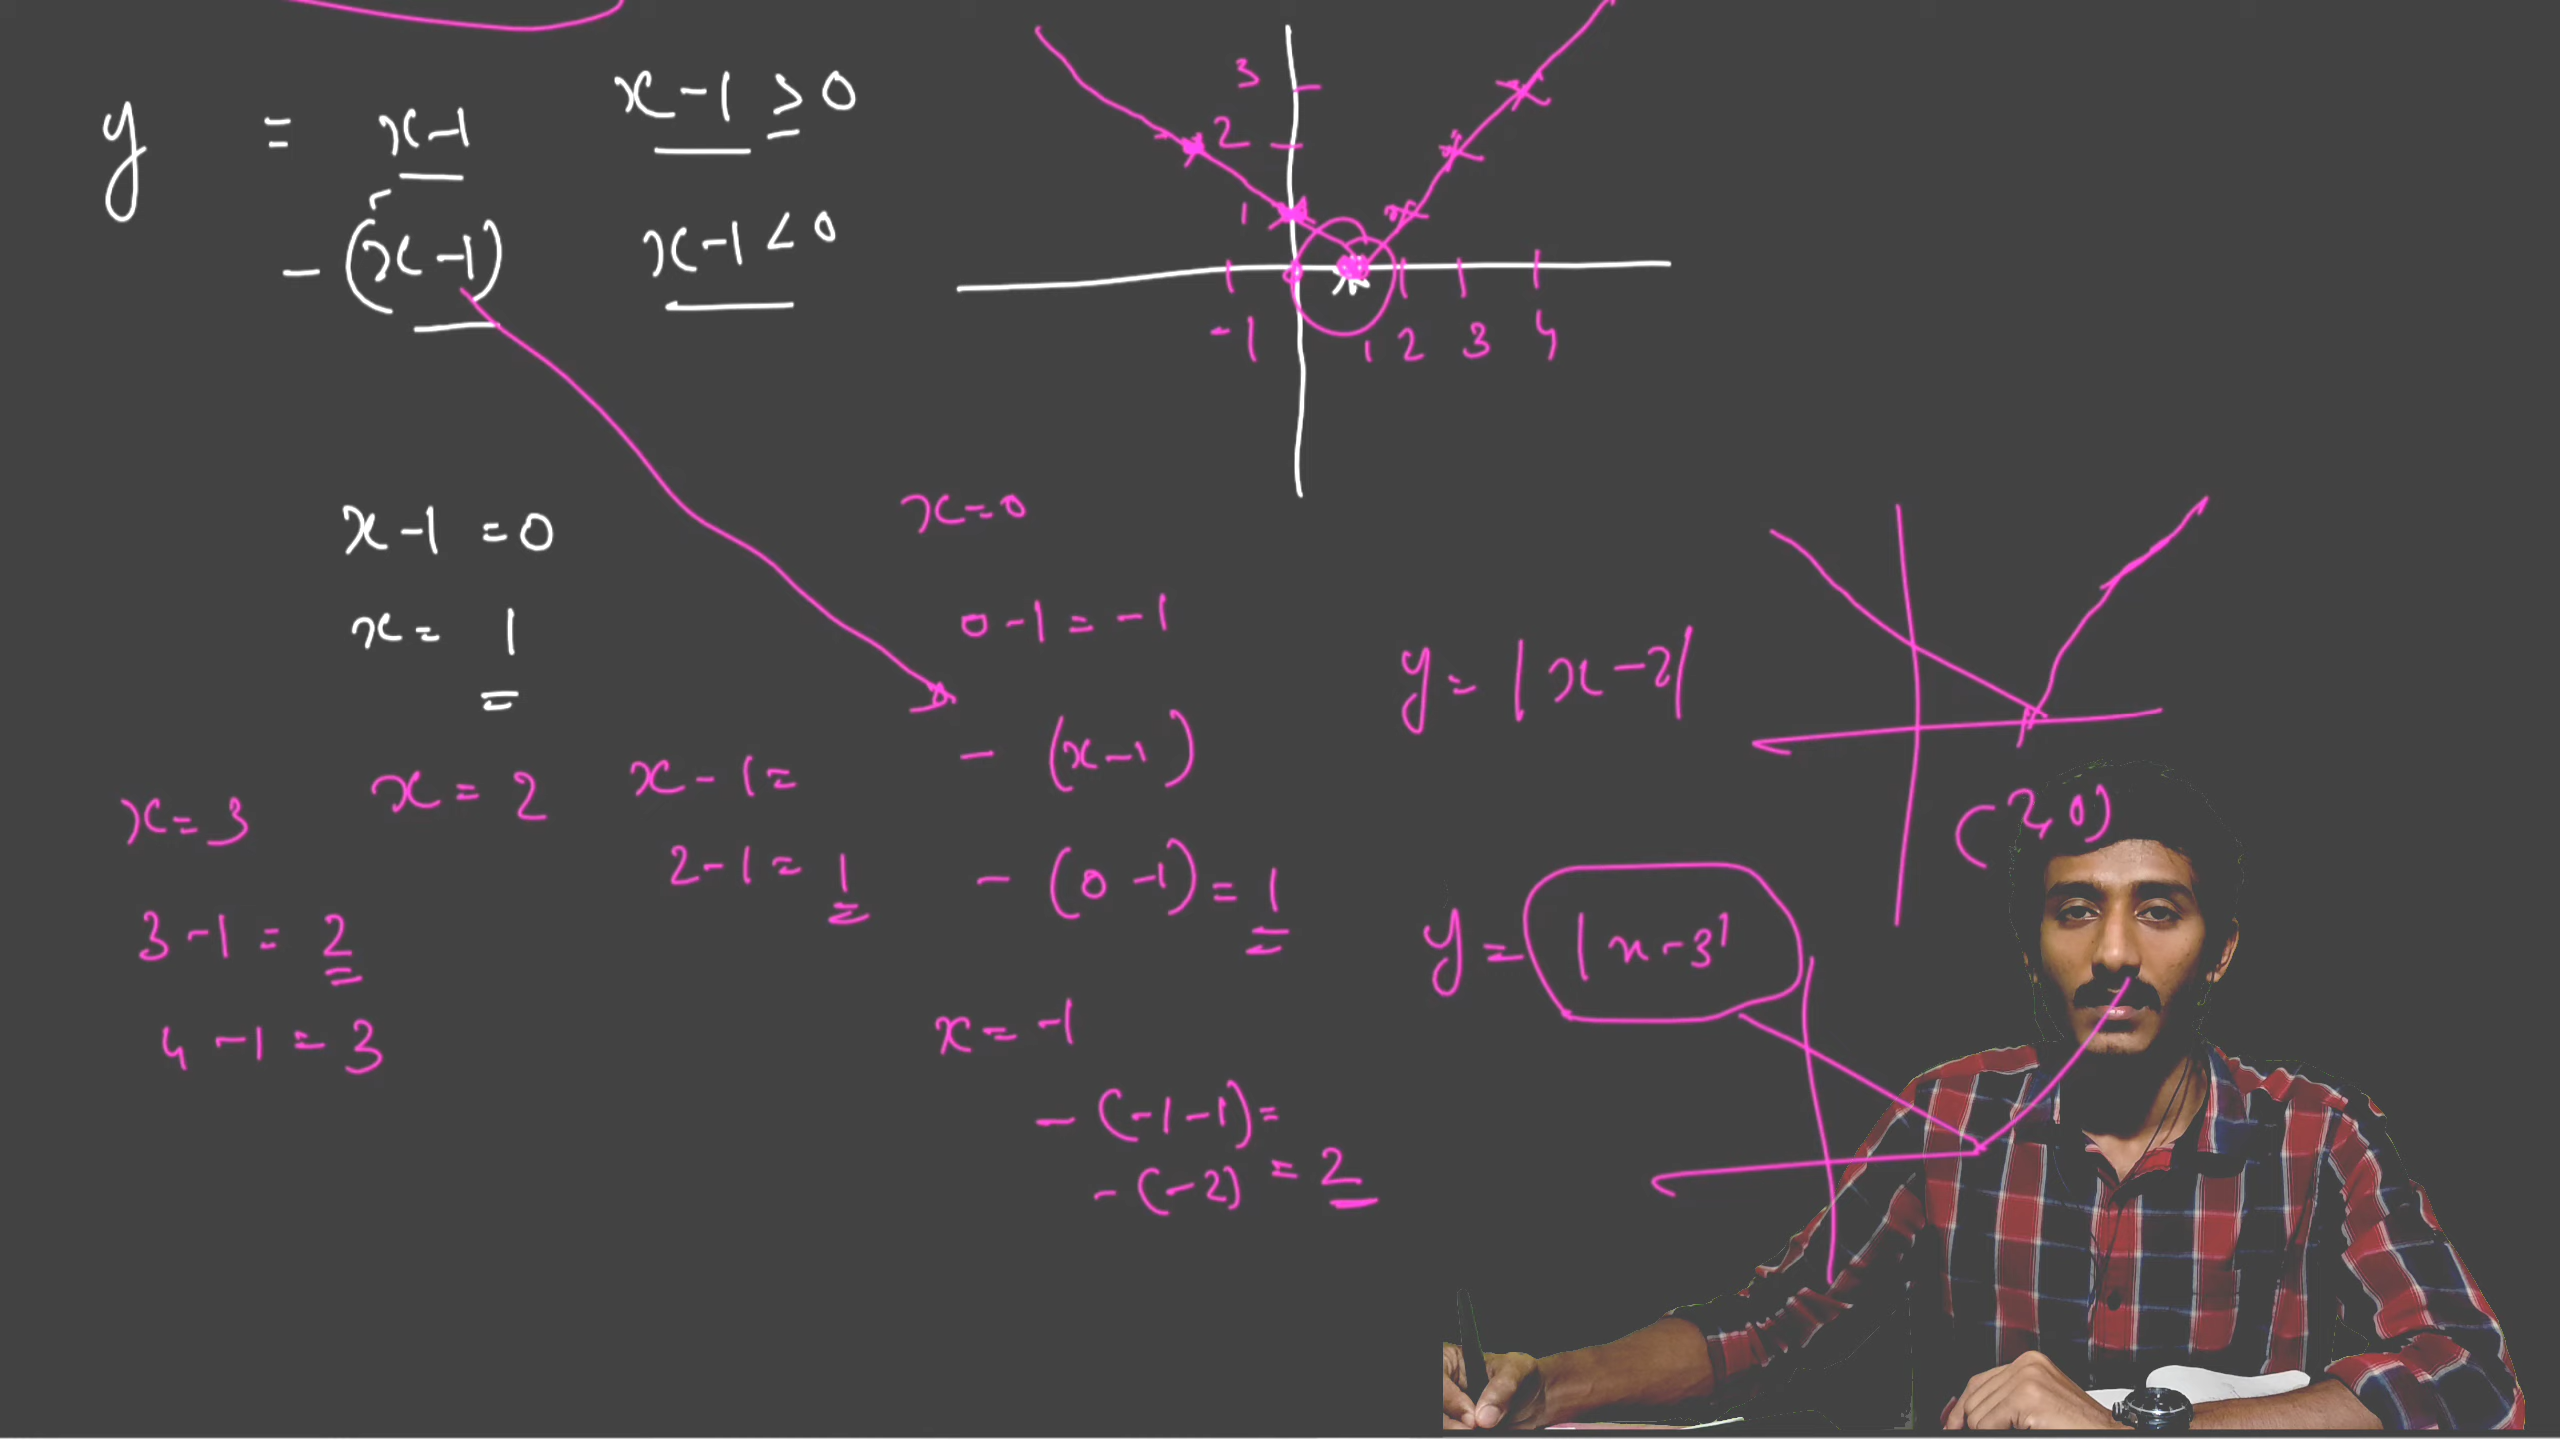 y = x-1 x-1 ≥ 0
-(x-1) x-1 < 0
3
2
1
-1 1 2 3 4
x-1 = 0
x = 1
x=3 x = 2 x-1 =
2-1 = 1
3-1 = 2
4-1 = 3
x=0
0-1 = -1
-(x-1)
-(0-1) = 1
x = -1
-(-1-1) =
-(-2) = 2
y = |x-2|
(2,0)
y = |x-3|